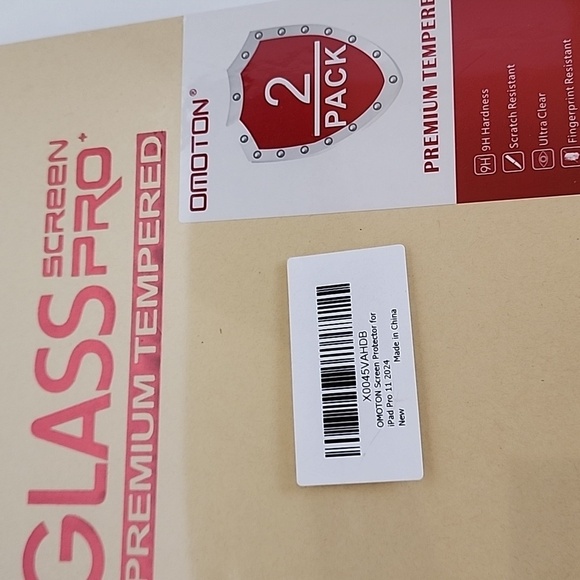 GLASS SCREEN PRO+
PREMIUM TEMPERED
OMOTON®
2
PACK
PREMIUM TEMPERE
9H 9H Hardness
Scratch Resistant
Ultra Clear
Fingerprint Resistant
X0045VAHDB
OMOTON Screen Protector for
iPad Pro 11 2024
New Made in China